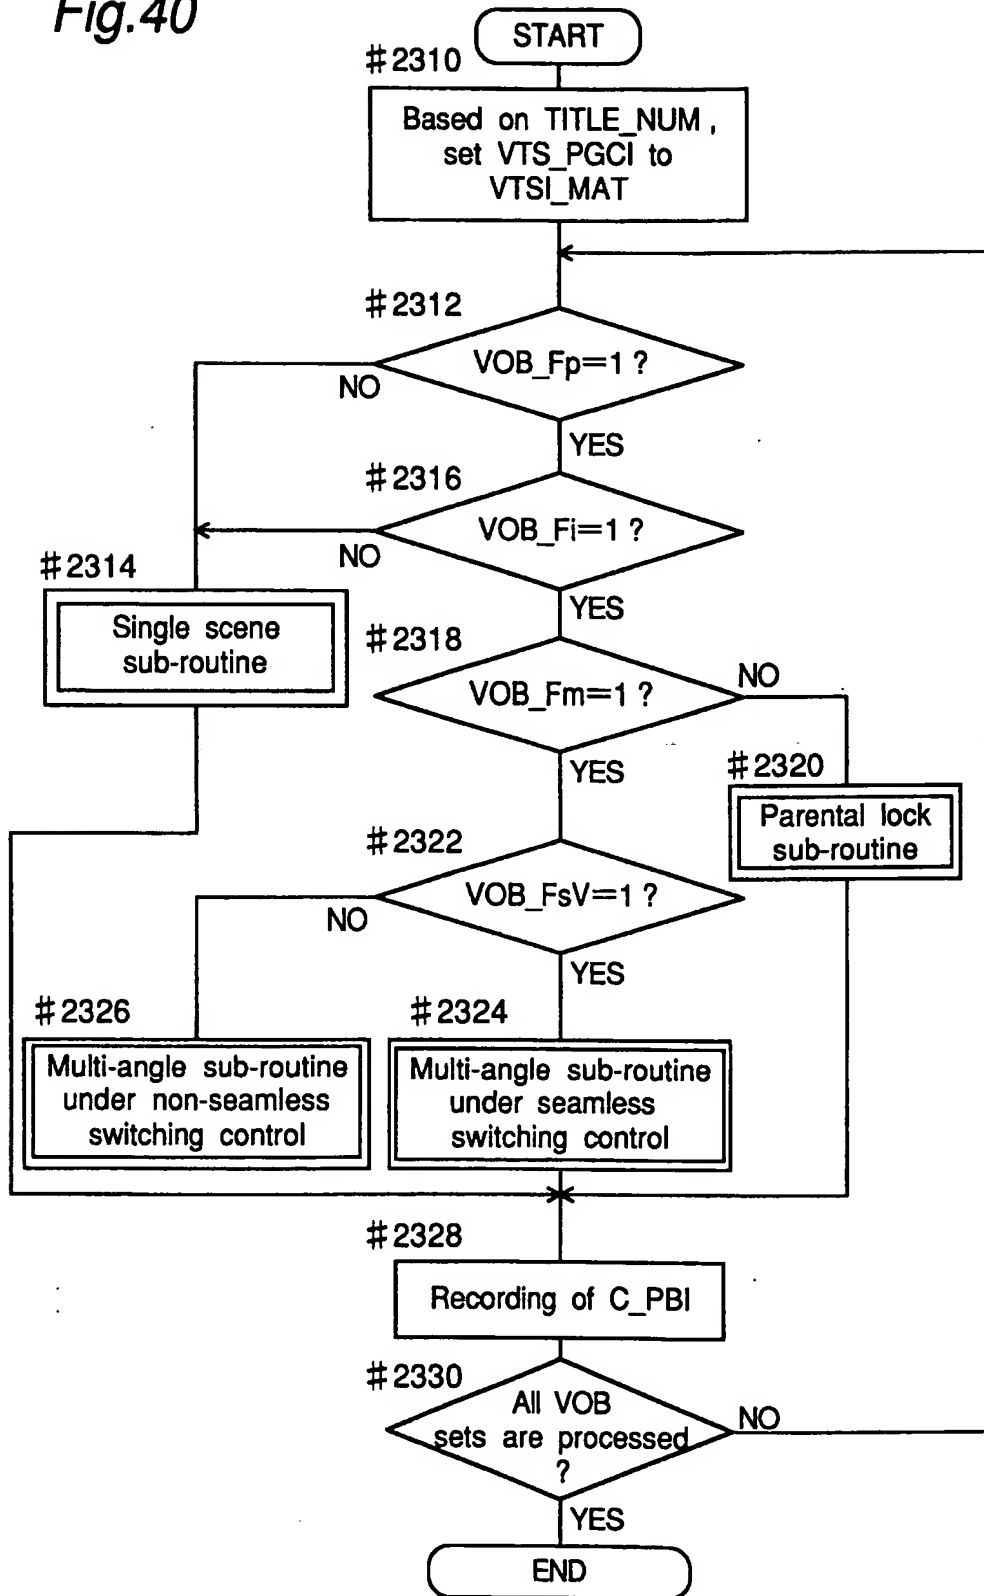 Fig.40
START
#2310
Based on TITLE_NUM,
set VTS_PGCI to
VTSI_MAT
#2312
VOB_Fp=1 ?
NO
YES
#2316
VOB_Fi=1 ?
NO
YES
#2314
Single scene
sub-routine
#2318
VOB_Fm=1 ?
NO
YES
#2320
Parental lock
sub-routine
#2322
VOB_FsV=1 ?
NO
YES
#2326
Multi-angle sub-routine
under non-seamless
switching control
#2324
Multi-angle sub-routine
under seamless
switching control
#2328
Recording of C_PBI
#2330
All VOB
sets are processed
?
NO
YES
END